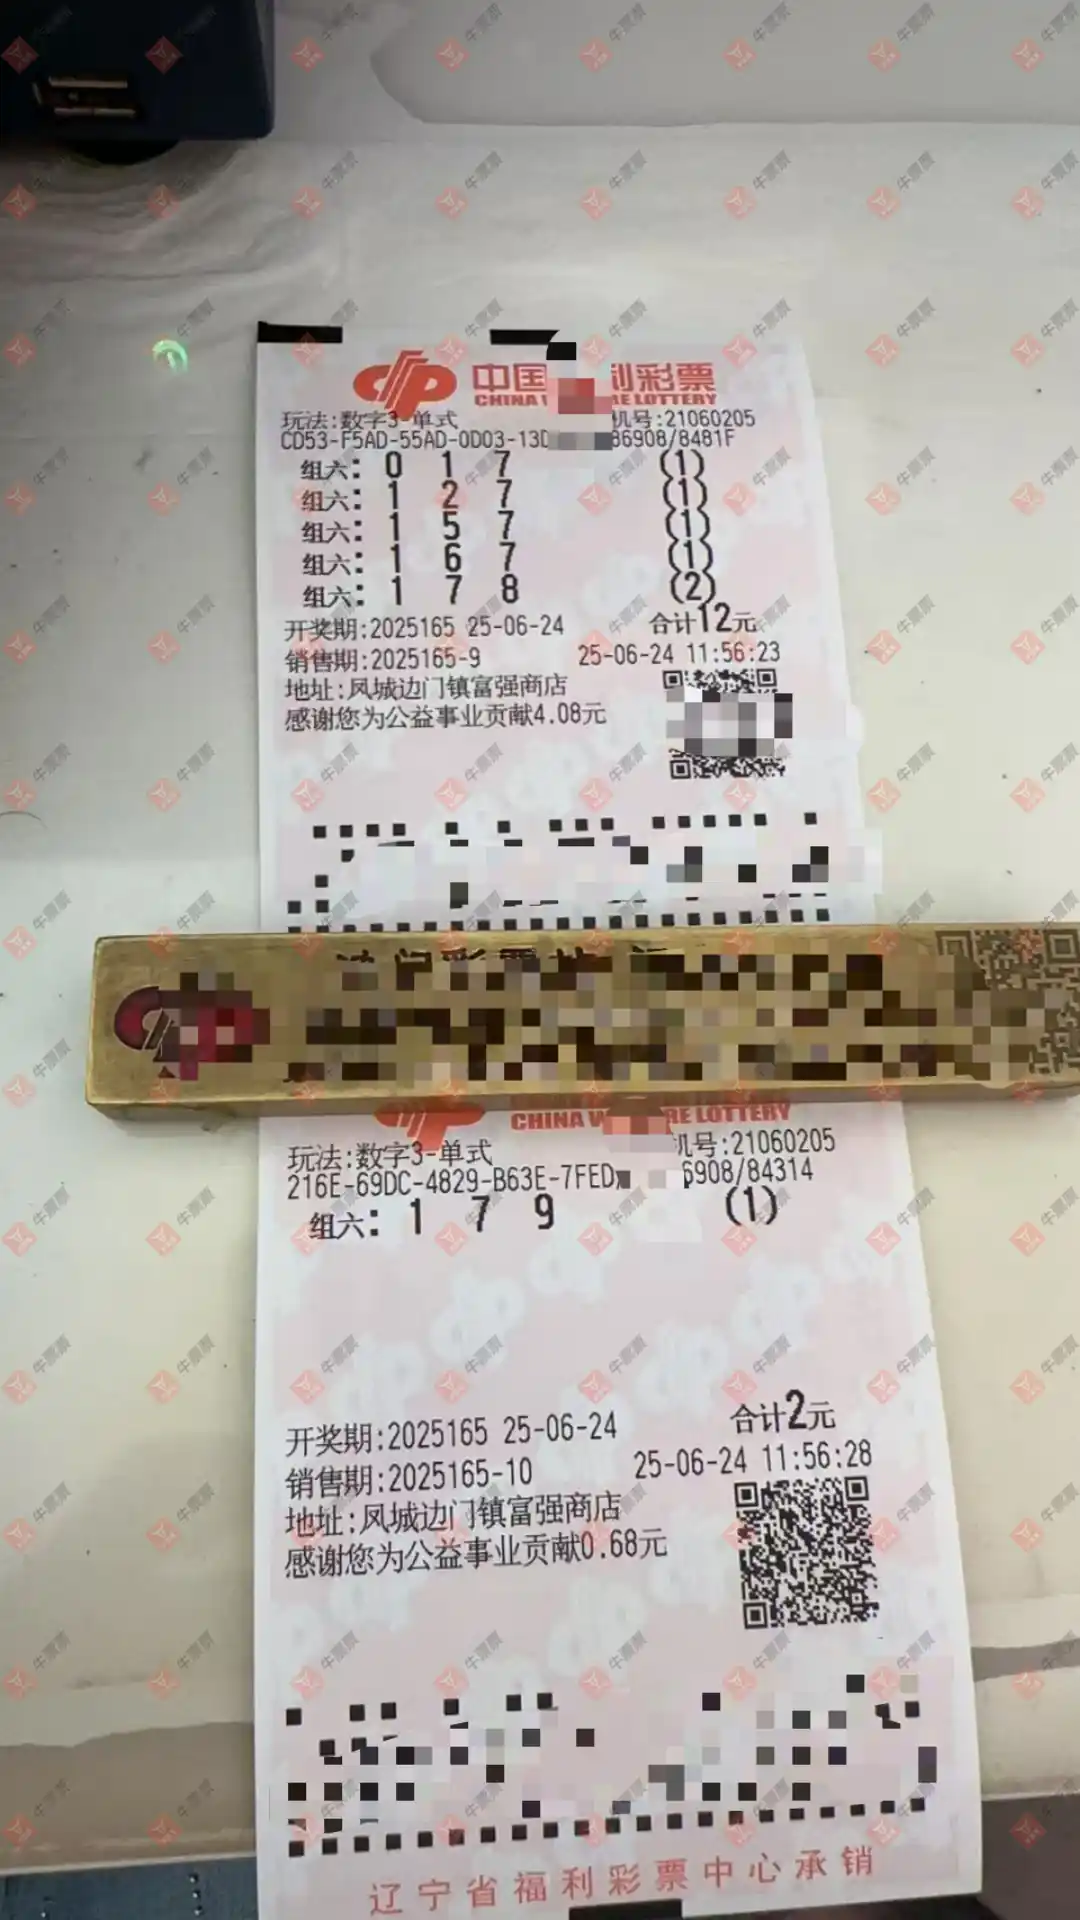 中国 利彩票
CHINA W RE LOTTERY
玩法:数字3-单式 机号:21060205
CD53-F5AD-55AD-0D03-13D 86908/8481F
组六: 0 1 7 (1)
组六: 1 2 7 (1)
组六: 1 5 7 (1)
组六: 1 6 7 (1)
组六: 1 7 8 (2)
开奖期:2025165 25-06-24 合计12元
销售期:2025165-9 25-06-24 11:56:23
地址:凤城边门镇富强商店
感谢您为公益事业贡献4.08元
CHINA W RE LOTTERY
玩法:数字3-单式 机号:21060205
216E-69DC-4829-B63E-7FED 6908/84314
组六: 1 7 9 (1)
开奖期:2025165 25-06-24 合计2元
销售期:2025165-10 25-06-24 11:56:28
地址:凤城边门镇富强商店
感谢您为公益事业贡献0.68元
辽宁省福利彩票中心承销
牛票票